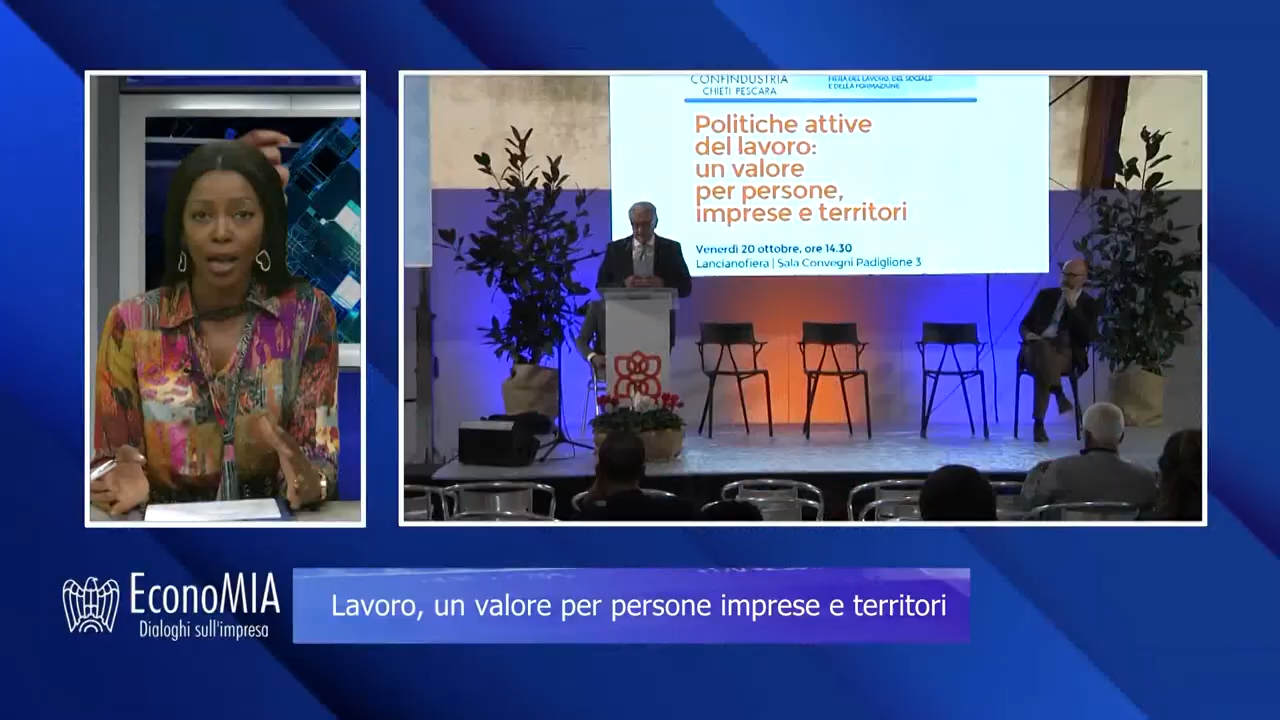 CONFINDUSTRIA
CHIETI PESCARA
FIERA DEL LAVORO, DEL SOCIALE
E DELLA FORMAZIONE
Politiche attive
del lavoro:
un valore
per persone,
imprese e territori
Venerdì 20 ottobre, ore 14.30
Lancianofiera | Sala Convegni Padiglione 3
EconoMIA
Dialoghi sull'impresa
Lavoro, un valore per persone imprese e territori